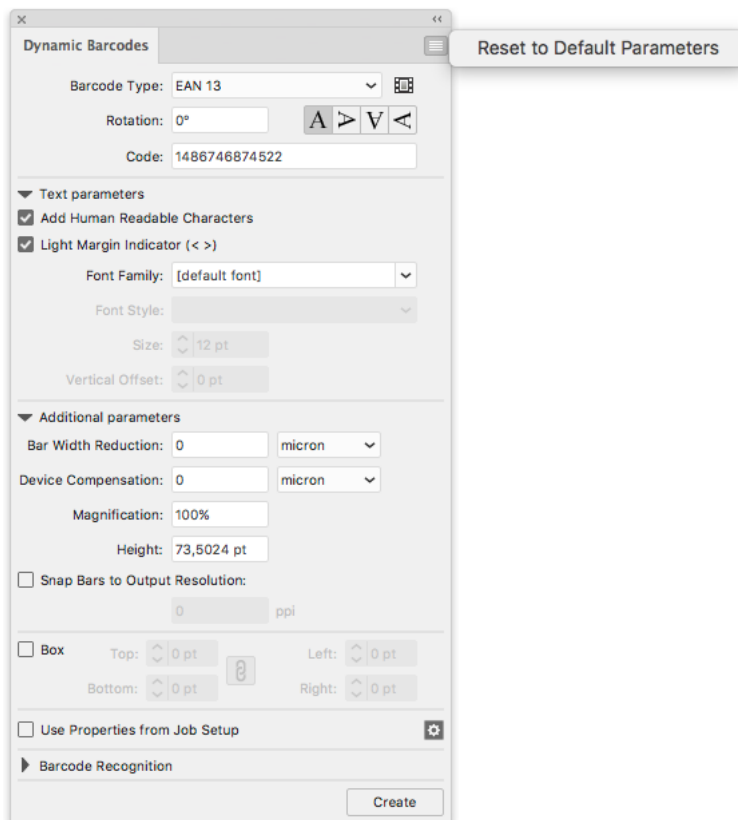 Dynamic Barcodes
Reset to Default Parameters
Barcode Type: EAN 13
Rotation: 0° A A A A
Code: 1486746874522
Text parameters
Add Human Readable Characters
Light Margin Indicator (< >)
Font Family: [default font]
Font Style:
Size: 12 pt
Vertical Offset: 0 pt
Additional parameters
Bar Width Reduction: 0 micron
Device Compensation: 0 micron
Magnification: 100%
Height: 73,5024 pt
Snap Bars to Output Resolution:
0 ppi
Box Top: 0 pt Left: 0 pt
Bottom: 0 pt Right: 0 pt
Use Properties from Job Setup
Barcode Recognition
Create